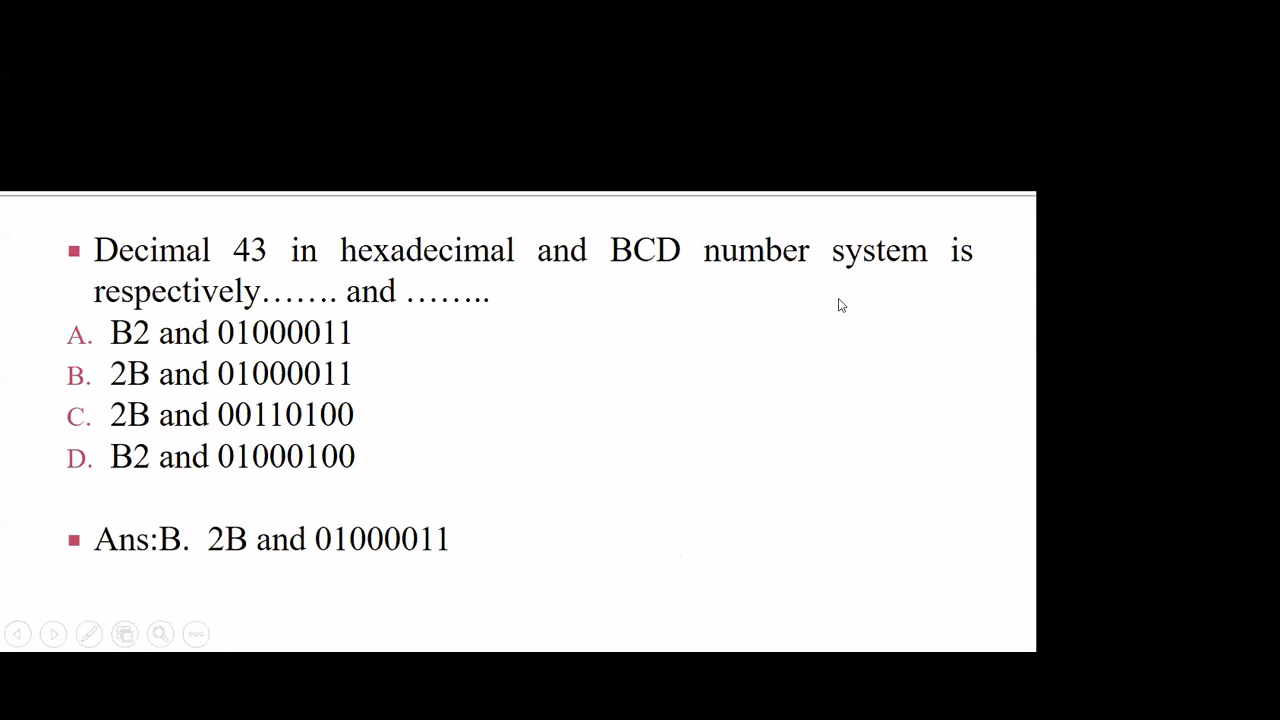 Decimal 43 in hexadecimal and BCD number system is
respectively……. and ……..
A. B2 and 01000011
B. 2B and 01000011
C. 2B and 00110100
D. B2 and 01000100
Ans:B. 2B and 01000011